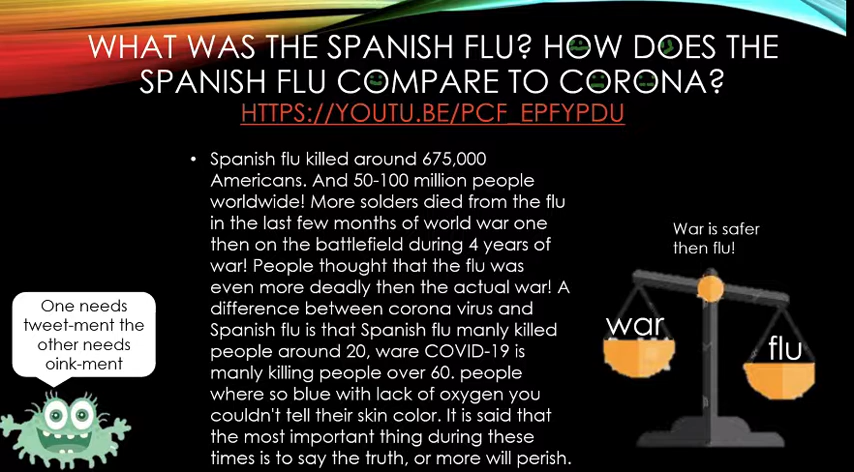 WHAT WAS THE SPANISH FLU? HOW DOES THE
SPANISH FLU COMPARE TO CORONA?
HTTPS://YOUTU.BE/PCF_EPFYPDU
• Spanish flu killed around 675,000
Americans. And 50-100 million people
worldwide! More solders died from the flu
in the last few months of world war one
then on the battlefield during 4 years of
war! People thought that the flu was
even more deadly then the actual war! A
difference between corona virus and
Spanish flu is that Spanish flu manly killed
people around 20, ware COVID-19 is
manly killing people over 60. people
where so blue with lack of oxygen you
couldn't tell their skin color. It is said that
the most important thing during these
times is to say the truth, or more will perish.
War is safer
then flu!
war
flu
One needs
tweet-ment the
other needs
oink-ment